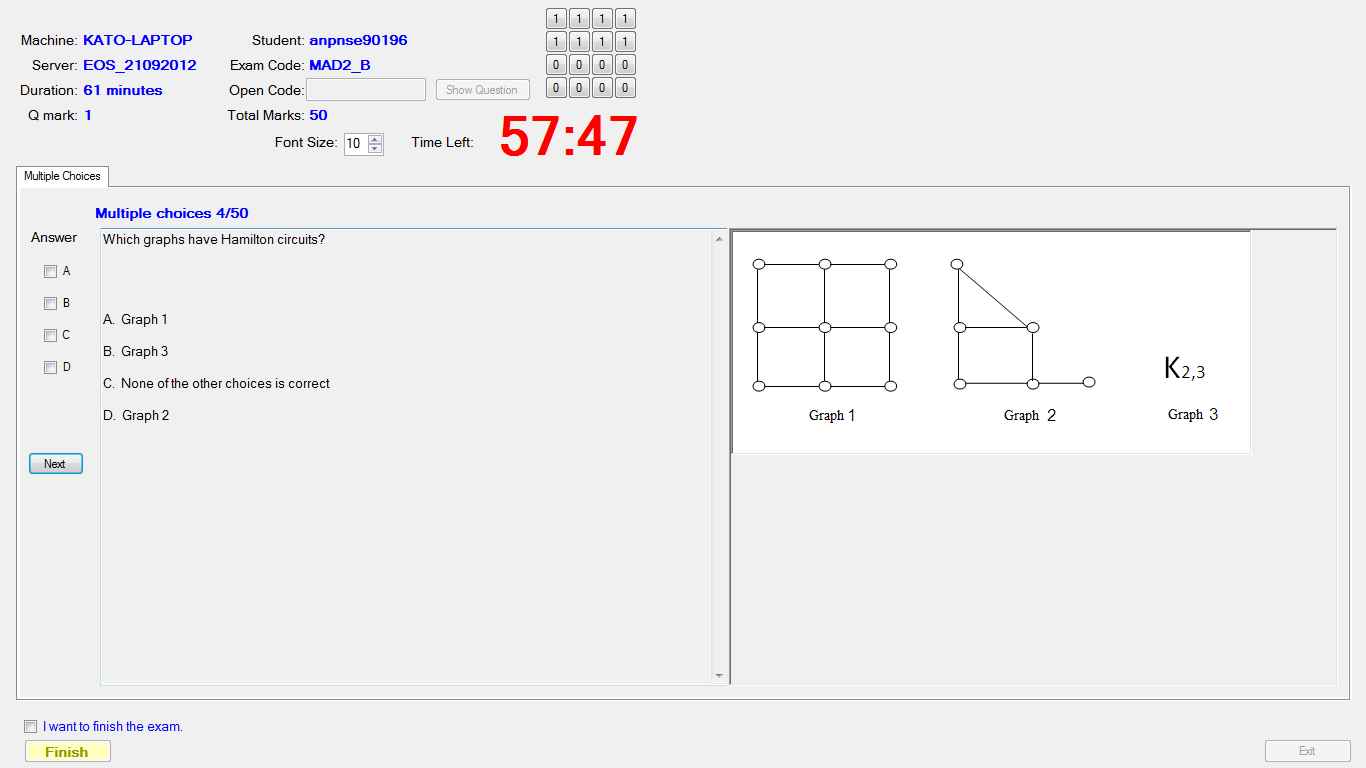 Machine: KATO-LAPTOP Student: anpnse90196
Server: EOS_21092012 Exam Code: MAD2_B
Duration: 61 minutes Open Code: Show Question
Q mark: 1 Total Marks: 50
Font Size: 10 Time Left: 57:47
1 1 1 1
1 1 1 1
0 0 0 0
0 0 0 0
Multiple Choices
Multiple choices 4/50
Answer
A
B
C
D
Next
Which graphs have Hamilton circuits?
A. Graph 1
B. Graph 3
C. None of the other choices is correct
D. Graph 2
K2,3
Graph 1 Graph 2 Graph 3
I want to finish the exam.
Finish
Exit